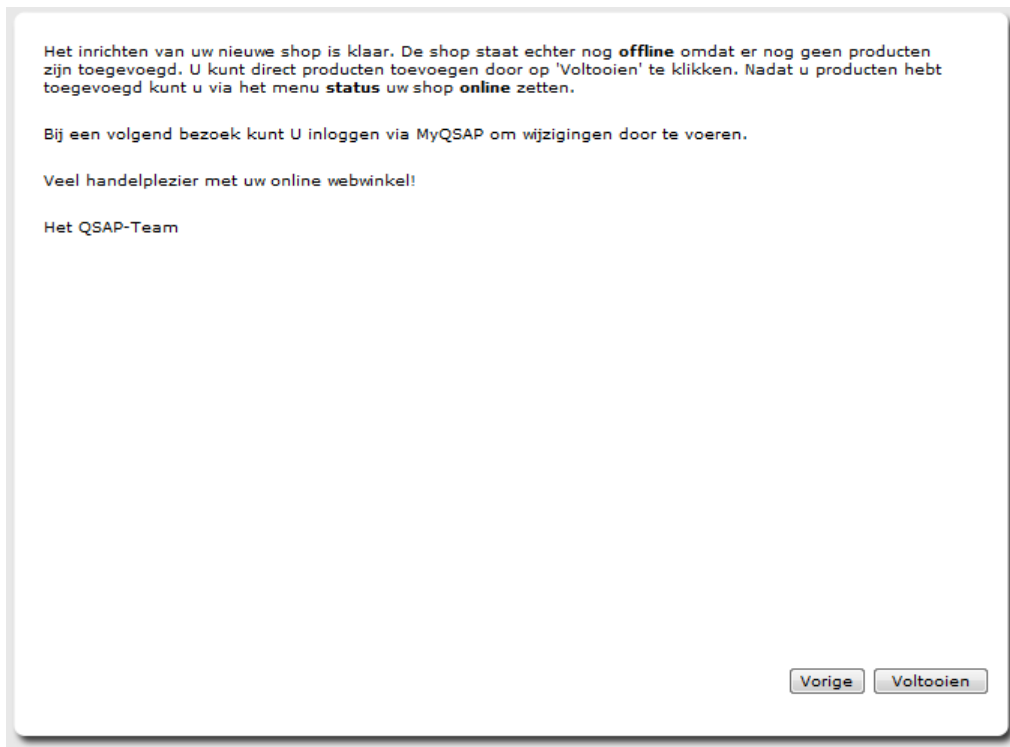 Het inrichten van uw nieuwe shop is klaar. De shop staat echter nog offline omdat er nog geen producten
zijn toegevoegd. U kunt direct producten toevoegen door op 'Voltooien' te klikken. Nadat u producten hebt
toegevoegd kunt u via het menu status uw shop online zetten.
Bij een volgend bezoek kunt U inloggen via MyQSAP om wijzigingen door te voeren.
Veel handelplezier met uw online webwinkel!
Het QSAP-Team
Vorige Voltooien